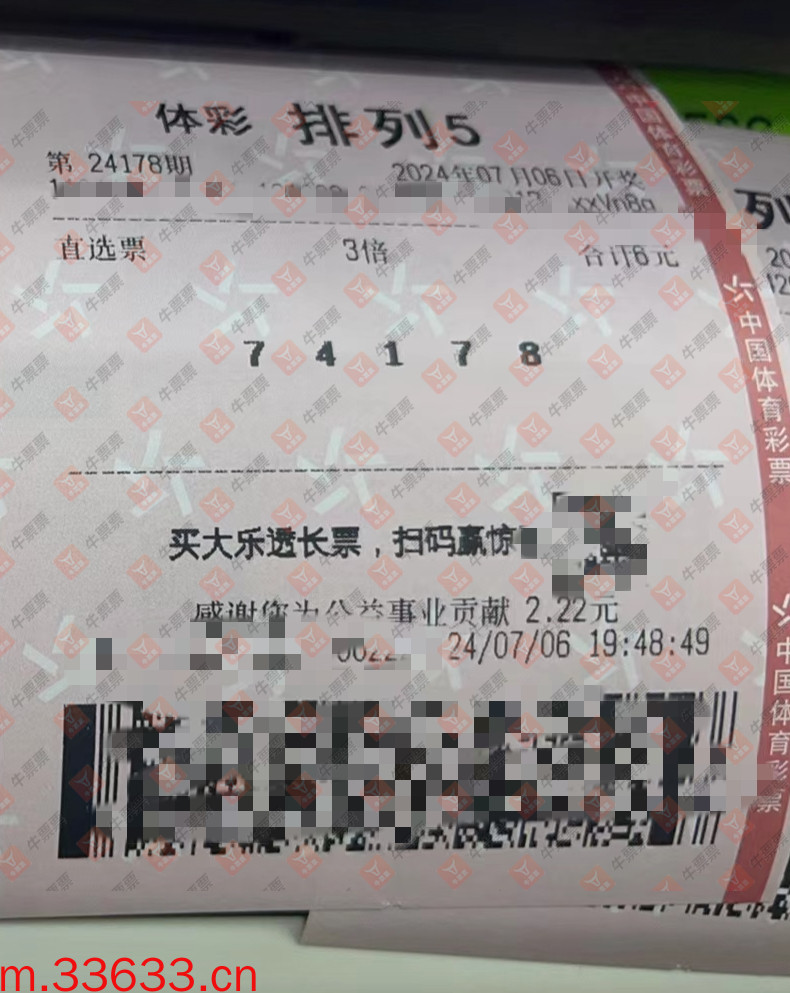 体彩 排列5
第 24178期 2024年07月06日开奖
xxVn8g
直选票 3倍 合计6元
7 4 1 7 8
买大乐透长票，扫码赢惊
感谢您为公益事业贡献 2.22元
24/07/06 19:48:49
中国体育彩票
中国体育彩票
中国体育彩票
列
20
牛票票
m.33633.cn